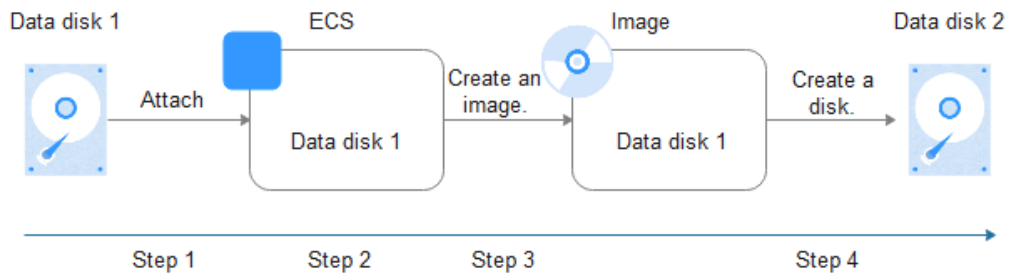 Data disk 1
ECS
Image
Data disk 2
Attach
Create an
image.
Create a
disk.
Data disk 1
Data disk 1
Step 1
Step 2
Step 3
Step 4